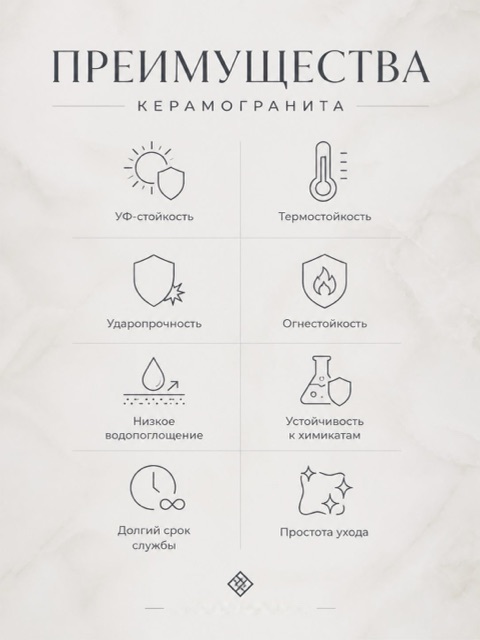 ПРЕИМУЩЕСТВА
КЕРАМОГРАНИТА
УФ-стойкость
Термостойкость
Ударопрочность
Огнестойкость
Низкое
водопоглощение
Устойчивость
к химикатам
Долгий срок
службы
Простота ухода